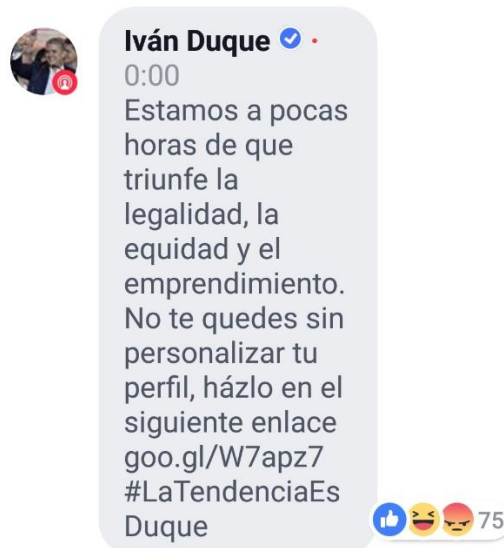 Iván Duque
0:00
Estamos a pocas
horas de que
triunfe la
legalidad, la
equidad y el
emprendimiento.
No te quedes sin
personalizar tu
perfil, házlo en el
siguiente enlace
goo.gl/W7apz7
#LaTendenciaEs
Duque
75